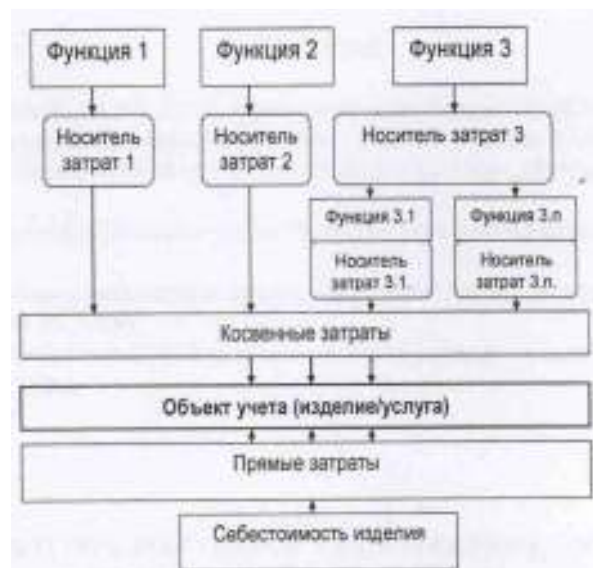 Функция 1
Функция 2
Функция 3
Носитель
затрат 1
Носитель
затрат 2
Носитель затрат 3
Функция 3.1
Функция 3.n
Носитель
затрат 3.1.
Носитель
затрат 3.n.
Косвенные затраты
Объект учета (изделие/услуга)
Прямые затраты
Себестоимость изделия